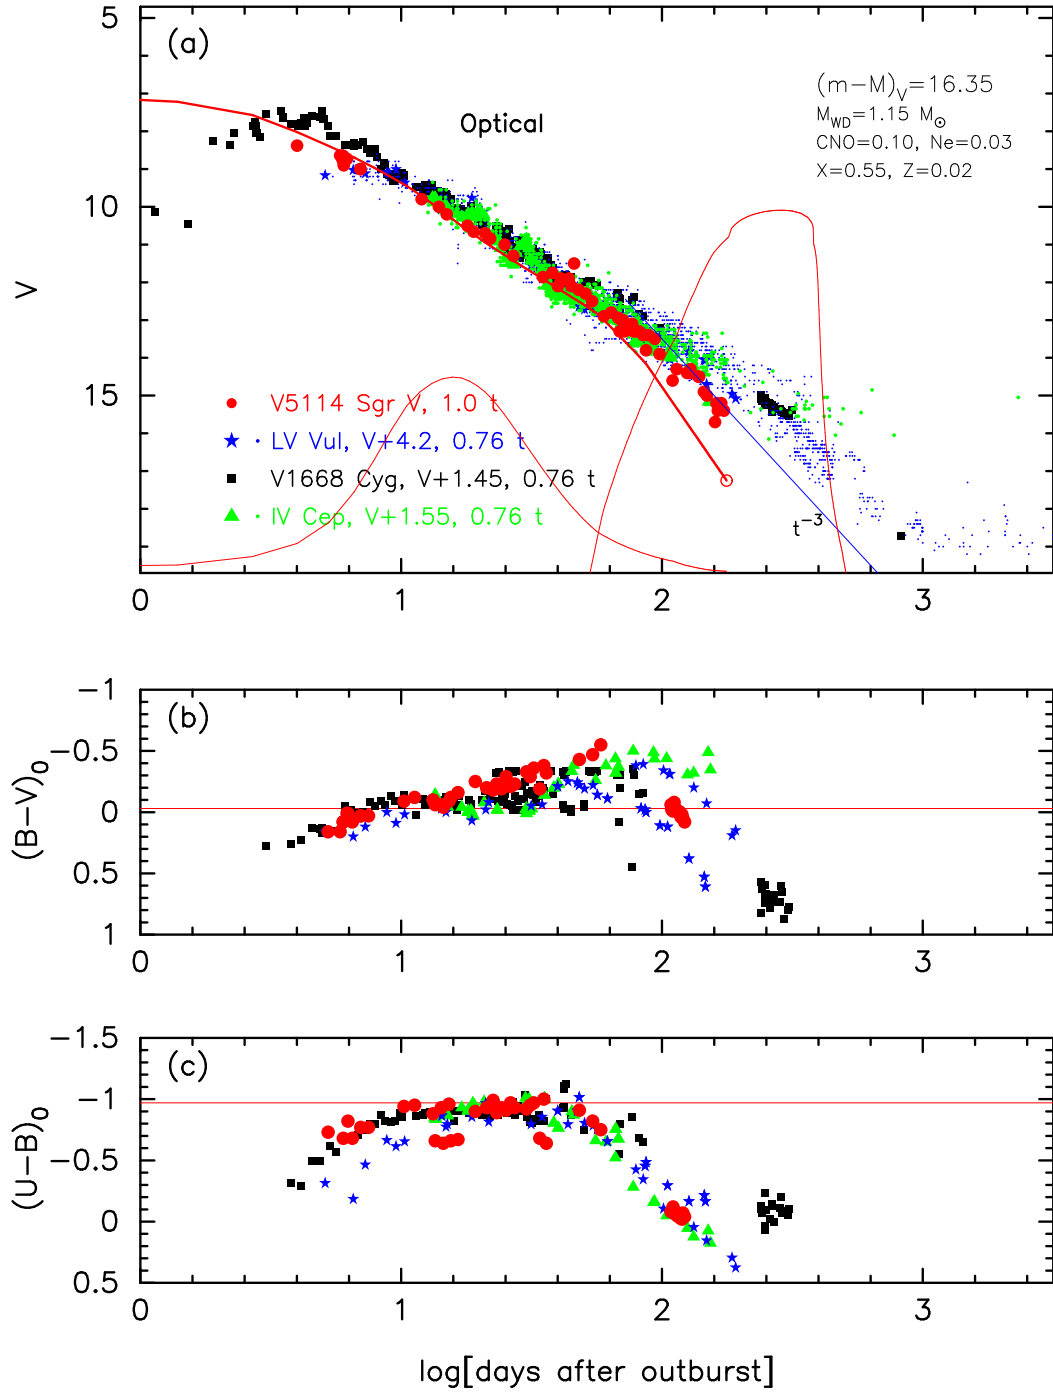 5
(a)
(m−M)V=16.35
MWD=1.15 M⊙
CNO=0.10, Ne=0.03
X=0.55, Z=0.02
Optical
10
V
15
V5114 Sgr V, 1.0 t
LV Vul, V+4.2, 0.76 t
V1668 Cyg, V+1.45, 0.76 t
IV Cep, V+1.55, 0.76 t
t−3
0 1 2 3
−1
(b)
−0.5
0
0.5
1
(B−V)0
0 1 2 3
−1.5
(c)
−1
−0.5
0
0.5
(U−B)0
0 1 2 3
log[days after outburst]